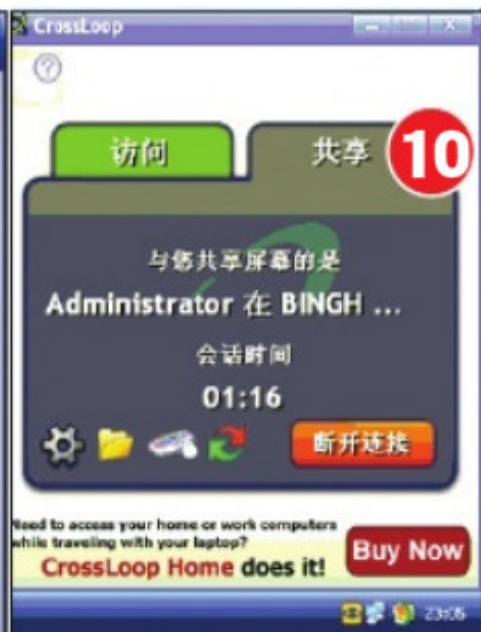 CrossLoop
?
访问
共享
10
与您共享屏幕的是
Administrator 在 BINGH ...
会话时间
01:16
断开连接
Need to access your home or work computers
while traveling with your laptop?
CrossLoop Home does it!
Buy Now
23:05